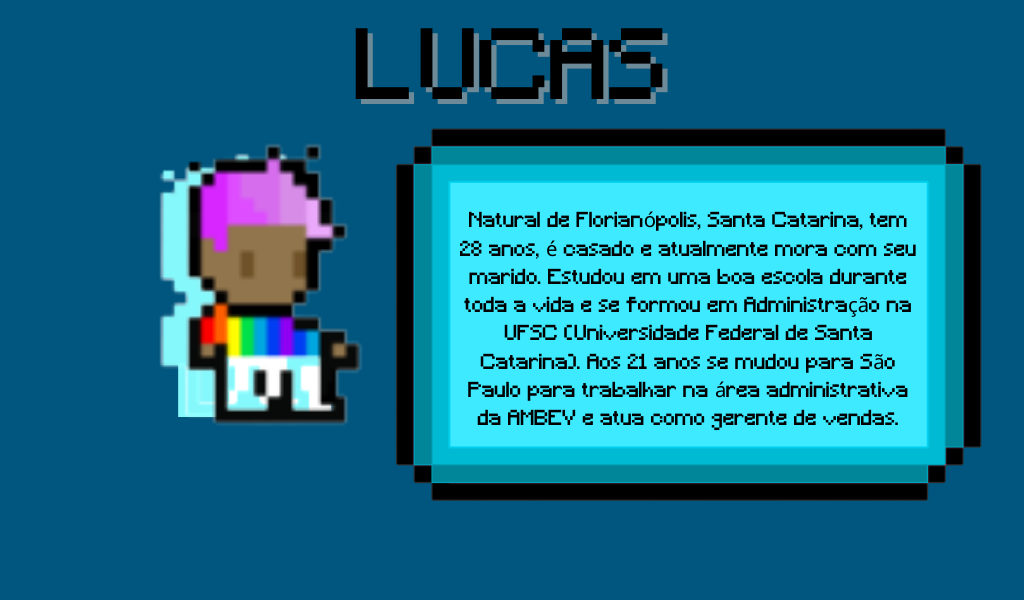 LUCAS
Natural de Florianópolis, Santa Catarina, tem
28 anos, é casado e atualmente mora com seu
marido. Estudou em uma boa escola durante
toda a vida e se formou em Administração na
UFSC (Universidade Federal de Santa
Catarina). Aos 21 anos se mudou para São
Paulo para trabalhar na área administrativa
da AMBEV e atua como gerente de vendas.